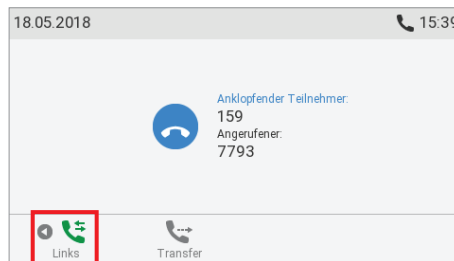 18.05.2018 15:39
Anklopfender Teilnehmer:
159
Angerufener:
7793
Links Transfer